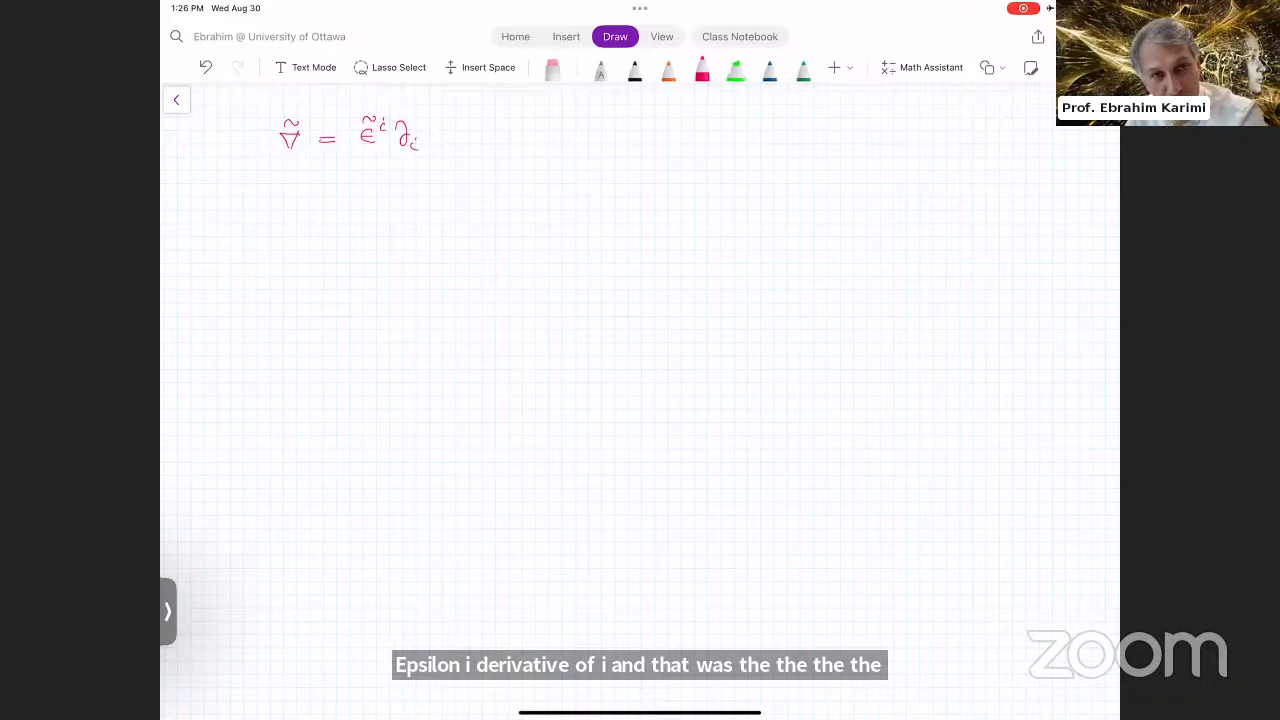 1:26 PM Wed Aug 30
Ebrahim @ University of Ottawa
Home Insert Draw View Class Notebook
Text Mode Lasso Select Insert Space Math Assistant
Prof. Ebrahim Karimi
∇̃ = ϵ̃ⁱ ∂ᵢ
Epsilon i derivative of i and that was the the the the
zoom